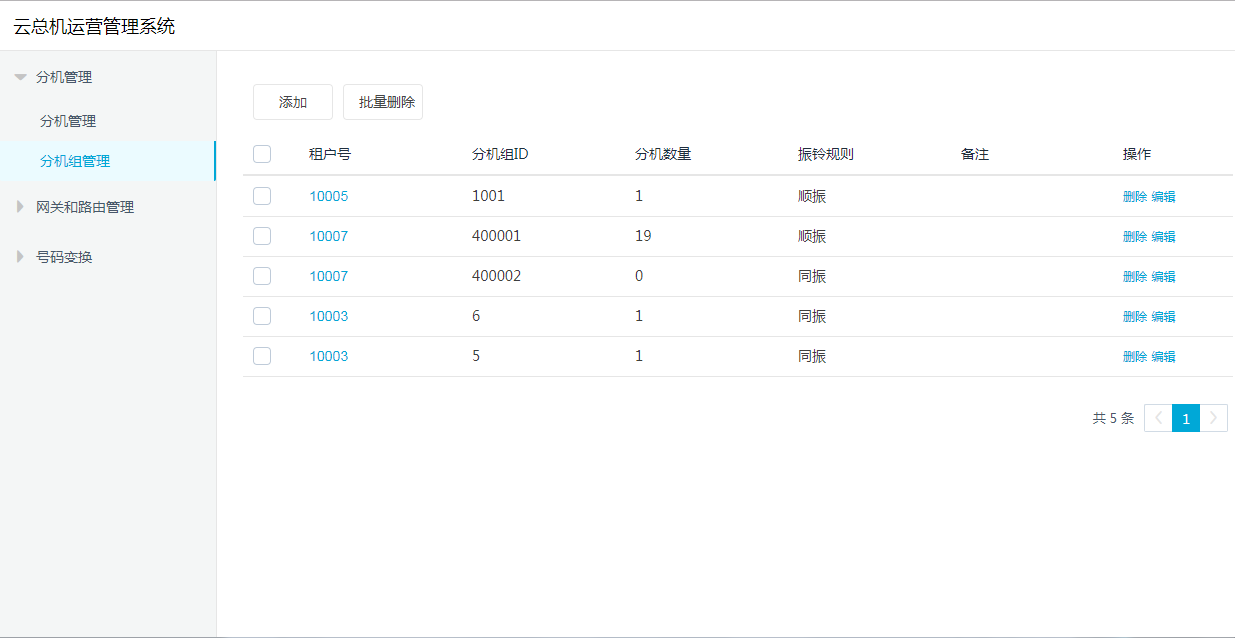 云总机运营管理系统
分机管理
分机管理
分机组管理
网关和路由管理
号码变换
添加 批量删除
租户号 分机组ID 分机数量 振铃规则 备注 操作
10005 1001 1 顺振 删除 编辑
10007 400001 19 顺振 删除 编辑
10007 400002 0 同振 删除 编辑
10003 6 1 同振 删除 编辑
10003 5 1 同振 删除 编辑
共 5 条 1